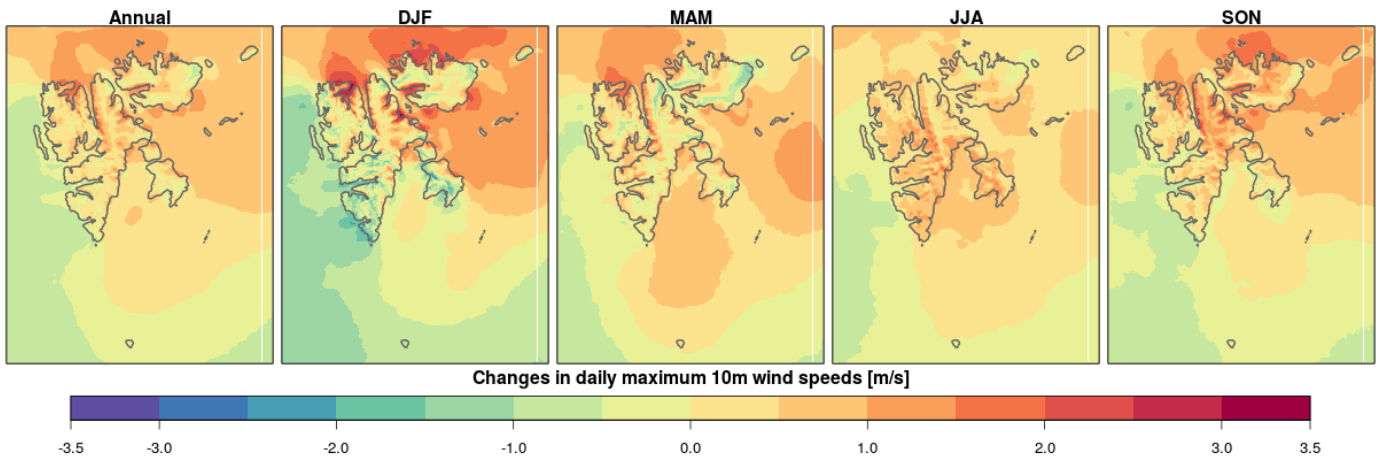 Annual DJF MAM JJA SON
Changes in daily maximum 10m wind speeds [m/s]
-3.5 -3.0 -2.0 -1.0 0.0 1.0 2.0 3.0 3.5